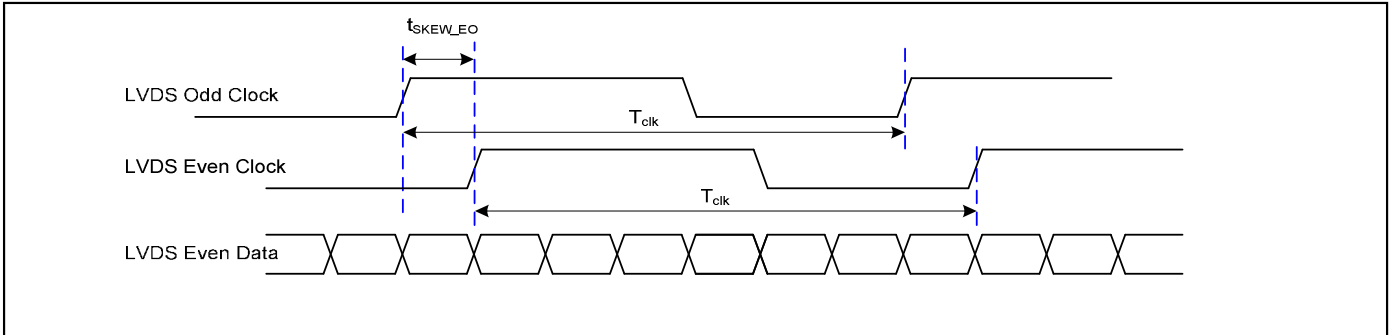 tSKEW_EO
LVDS Odd Clock
Tclk
LVDS Even Clock
Tclk
LVDS Even Data